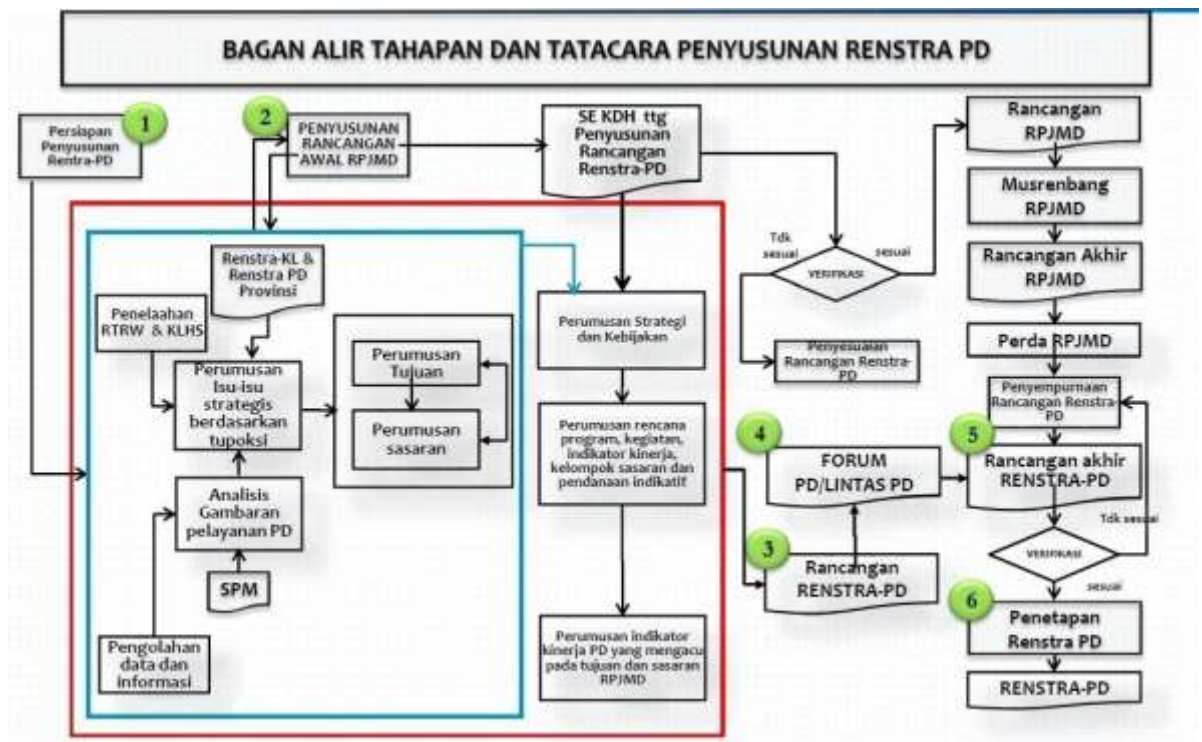 BAGAN ALIR TAHAPAN DAN TATACARA PENYUSUNAN RENSTRA PD
1
Persiapan
Penyusunan
Rentra-PD
2
PENYUSUNAN
RANCANGAN
AWAL RPJMD
SE KDH ttg
Penyusunan
Rancangan
Renstra-PD
Rancangan
RPJMD
Musrenbang
RPJMD
Rancangan Akhir
RPJMD
Perda RPJMD
Tdk
sesuai
sesuai
VERIFIKASI
Penyesuaian
Rancangan Renstra-
PD
Renstra-KL &
Renstra PD
Provinsi
Penelaahan
RTRW & KLHS
Perumusan
Isu-isu
strategis
berdasarkan
tupoksi
Perumusan
Tujuan
Perumusan
sasaran
Analisis
Gambaran
pelayanan PD
SPM
Pengolahan
data dan
informasi
Perumusan Strategi
dan Kebijakan
Perumusan rencana
program, kegiatan,
indikator kinerja,
kelompok sasaran dan
pendanaan indikatif
Perumusan indikator
kinerja PD yang mengacu
pada tujuan dan sasaran
RPJMD
3
Rancangan
RENSTRA-PD
4
FORUM
PD/LINTAS PD
Penyempurnaan
Rancangan Renstra-
PD
5
Rancangan akhir
RENSTRA-PD
Tdk sesuai
VERIFIKASI
sesuai
6
Penetapan
Renstra PD
RENSTRA-PD